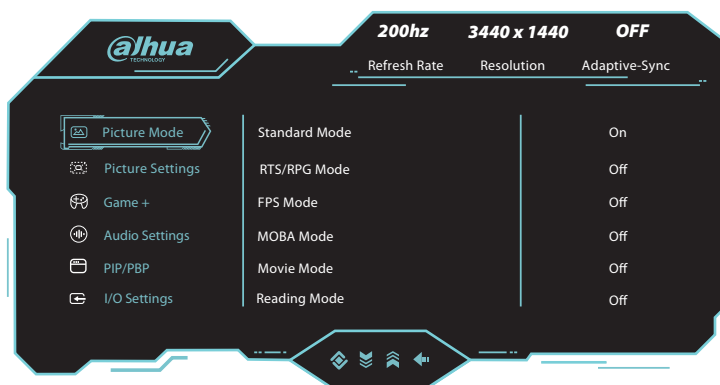 alhua
TECHNOLOGY
200hz 3440 x 1440 OFF
Refresh Rate Resolution Adaptive-Sync
Picture Mode Standard Mode On
Picture Settings RTS/RPG Mode Off
Game + FPS Mode Off
Audio Settings MOBA Mode Off
PIP/PBP Movie Mode Off
I/O Settings Reading Mode Off